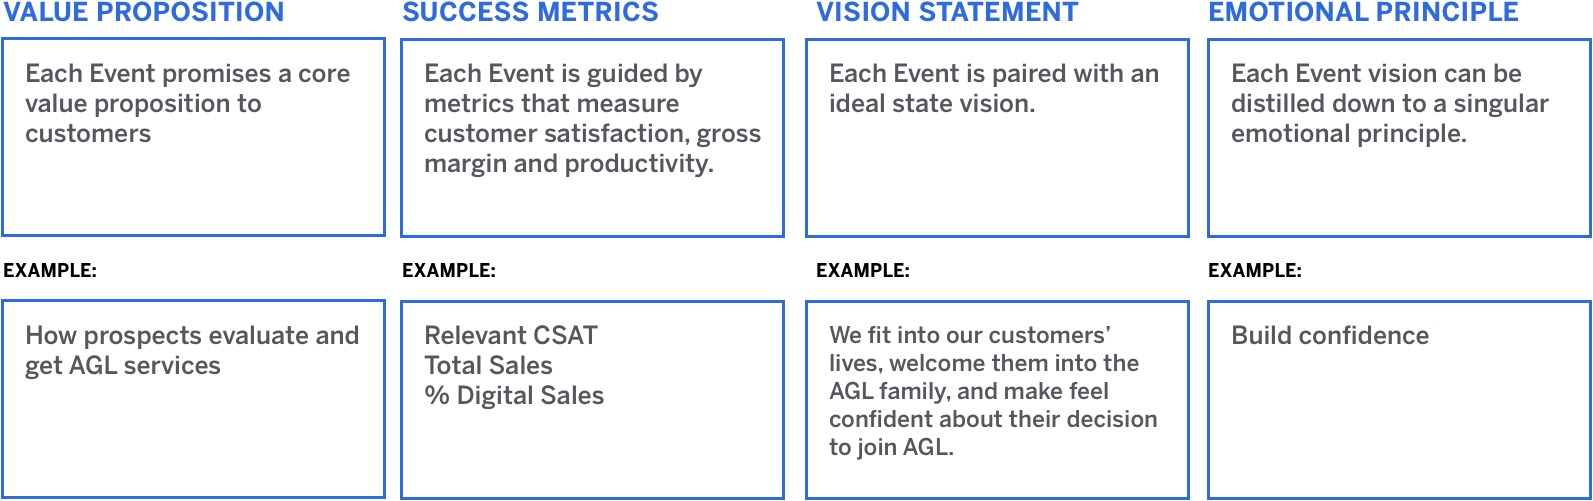 VALUE PROPOSITION
Each Event promises a core
value proposition to
customers
EXAMPLE:
How prospects evaluate and
get AGL services
SUCCESS METRICS
Each Event is guided by
metrics that measure
customer satisfaction, gross
margin and productivity.
EXAMPLE:
Relevant CSAT
Total Sales
% Digital Sales
VISION STATEMENT
Each Event is paired with an
ideal state vision.
EXAMPLE:
We fit into our customers’
lives, welcome them into the
AGL family, and make feel
confident about their decision
to join AGL.
EMOTIONAL PRINCIPLE
Each Event vision can be
distilled down to a singular
emotional principle.
EXAMPLE:
Build confidence